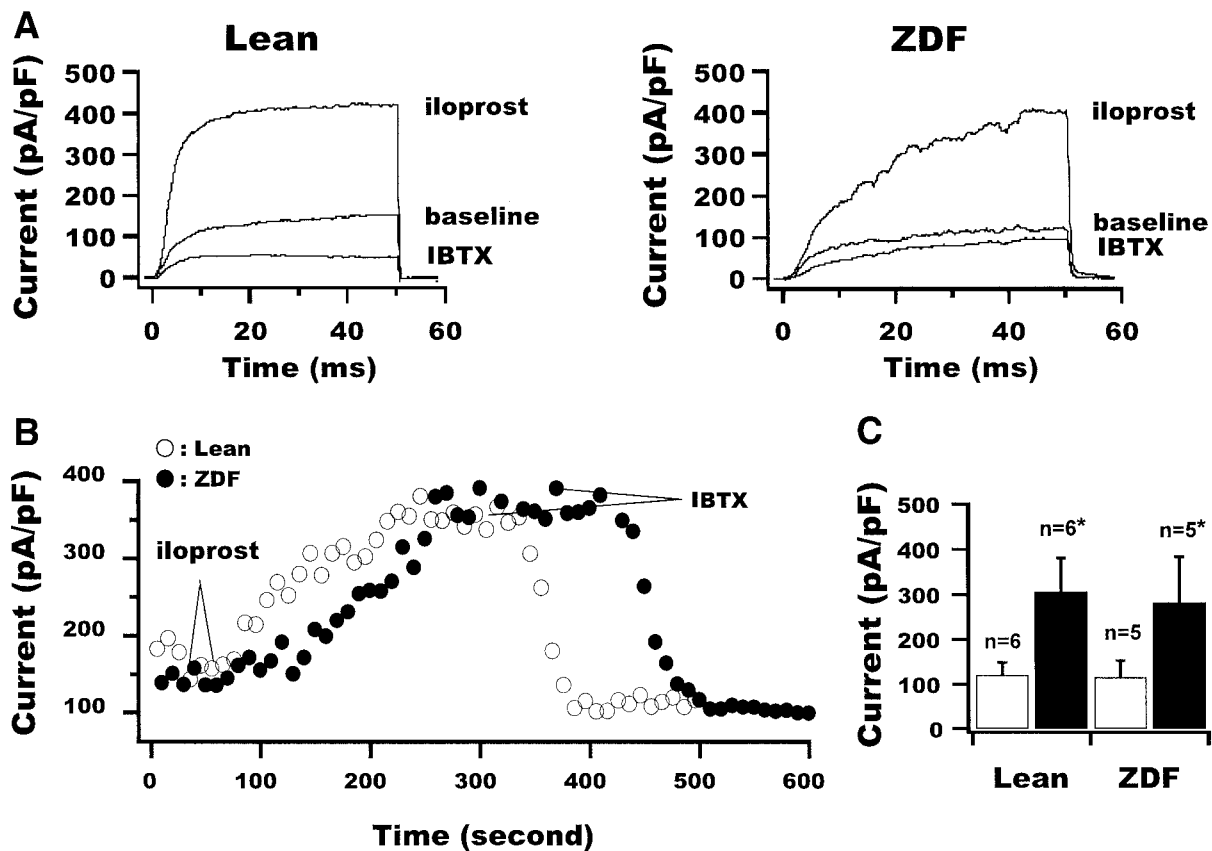 A
Lean
ZDF
Current (pA/pF)
500
400
300
200
100
0
iloprost
baseline
IBTX
0 20 40 60
Time (ms)
Current (pA/pF)
500
400
300
200
100
0
iloprost
baseline
IBTX
0 20 40 60
Time (ms)
B
○ : Lean
● : ZDF
Current (pA/pF)
400
300
200
100
iloprost
IBTX
0 100 200 300 400 500 600
Time (second)
C
Current (pA/pF)
500
400
300
200
100
0
n=6
n=6*
n=5
n=5*
Lean ZDF